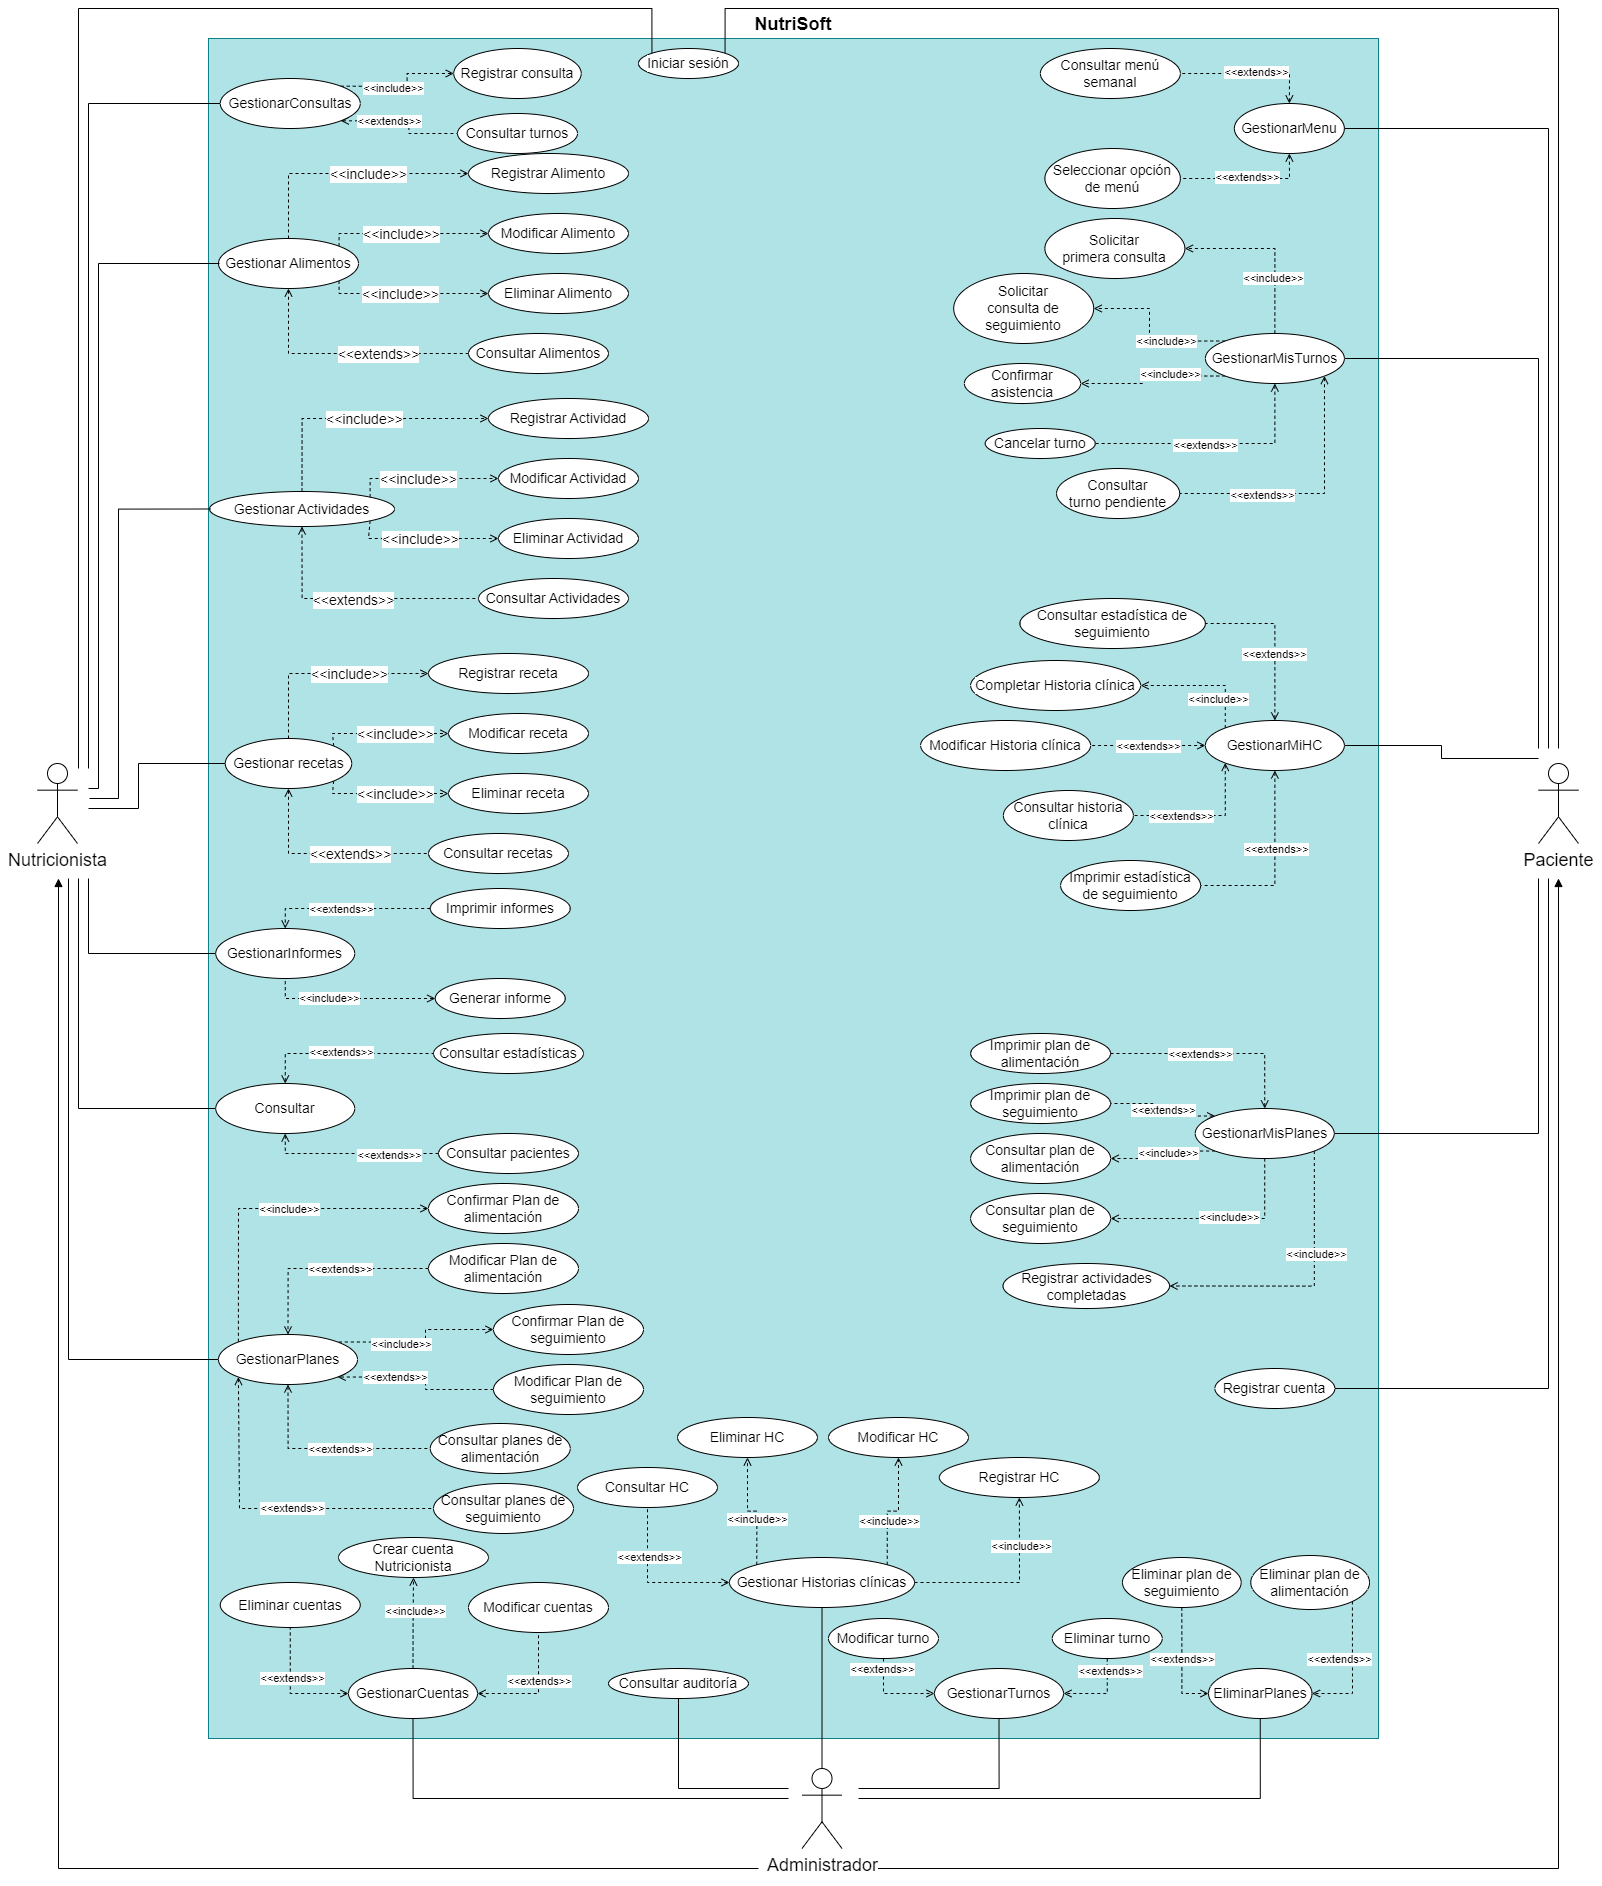 NutriSoft
Iniciar sesión
Registrar consulta
<<include>>
GestionarConsultas
<<extends>>
Consultar turnos
<<include>>
Registrar Alimento
<<include>>
Modificar Alimento
Gestionar Alimentos
<<include>>
Eliminar Alimento
<<extends>>
Consultar Alimentos
<<include>>
Registrar Actividad
<<include>>
Modificar Actividad
Gestionar Actividades
<<include>>
Eliminar Actividad
<<extends>>
Consultar Actividades
<<include>>
Registrar receta
<<include>>
Modificar receta
Gestionar recetas
<<include>>
Eliminar receta
<<extends>>
Consultar recetas
Nutricionista
<<extends>>
Imprimir informes
GestionarInformes
<<include>>
Generar informe
<<extends>>
Consultar estadísticas
Consultar
<<extends>>
Consultar pacientes
<<include>>
Confirmar Plan de
alimentación
<<extends>>
Modificar Plan de
alimentación
Confirmar Plan de
seguimiento
<<include>>
GestionarPlanes
<<extends>>
Modificar Plan de
seguimiento
<<extends>>
Consultar planes de
alimentación
<<extends>>
Consultar planes de
seguimiento
Consultar menú
semanal
<<extends>>
GestionarMenu
Seleccionar opción
de menú
<<extends>>
Solicitar
primera consulta
<<include>>
Solicitar
consulta de
seguimiento
<<include>>
GestionarMisTurnos
<<include>>
Confirmar
asistencia
Cancelar turno
<<extends>>
Consultar
turno pendiente
<<extends>>
Consultar estadística de
seguimiento
<<extends>>
Completar Historia clínica
<<include>>
Modificar Historia clínica
<<extends>>
GestionarMiHC
Consultar historia
clínica
<<extends>>
<<extends>>
Imprimir estadística
de seguimiento
Paciente
Imprimir plan de
alimentación
<<extends>>
Imprimir plan de
seguimiento
<<extends>>
GestionarMisPlanes
Consultar plan de
alimentación
<<include>>
Consultar plan de
seguimiento
<<include>>
<<include>>
Registrar actividades
completadas
Registrar cuenta
Eliminar HC
Modificar HC
Consultar HC
Registrar HC
<<include>>
<<include>>
<<include>>
<<extends>>
Gestionar Historias clínicas
Crear cuenta
Nutricionista
Eliminar cuentas
<<include>>
Modificar cuentas
<<extends>>
<<extends>>
GestionarCuentas
Consultar auditoría
Modificar turno
Eliminar turno
<<extends>>
<<extends>>
GestionarTurnos
Eliminar plan de
seguimiento
Eliminar plan de
alimentación
<<extends>>
<<extends>>
EliminarPlanes
Administrador